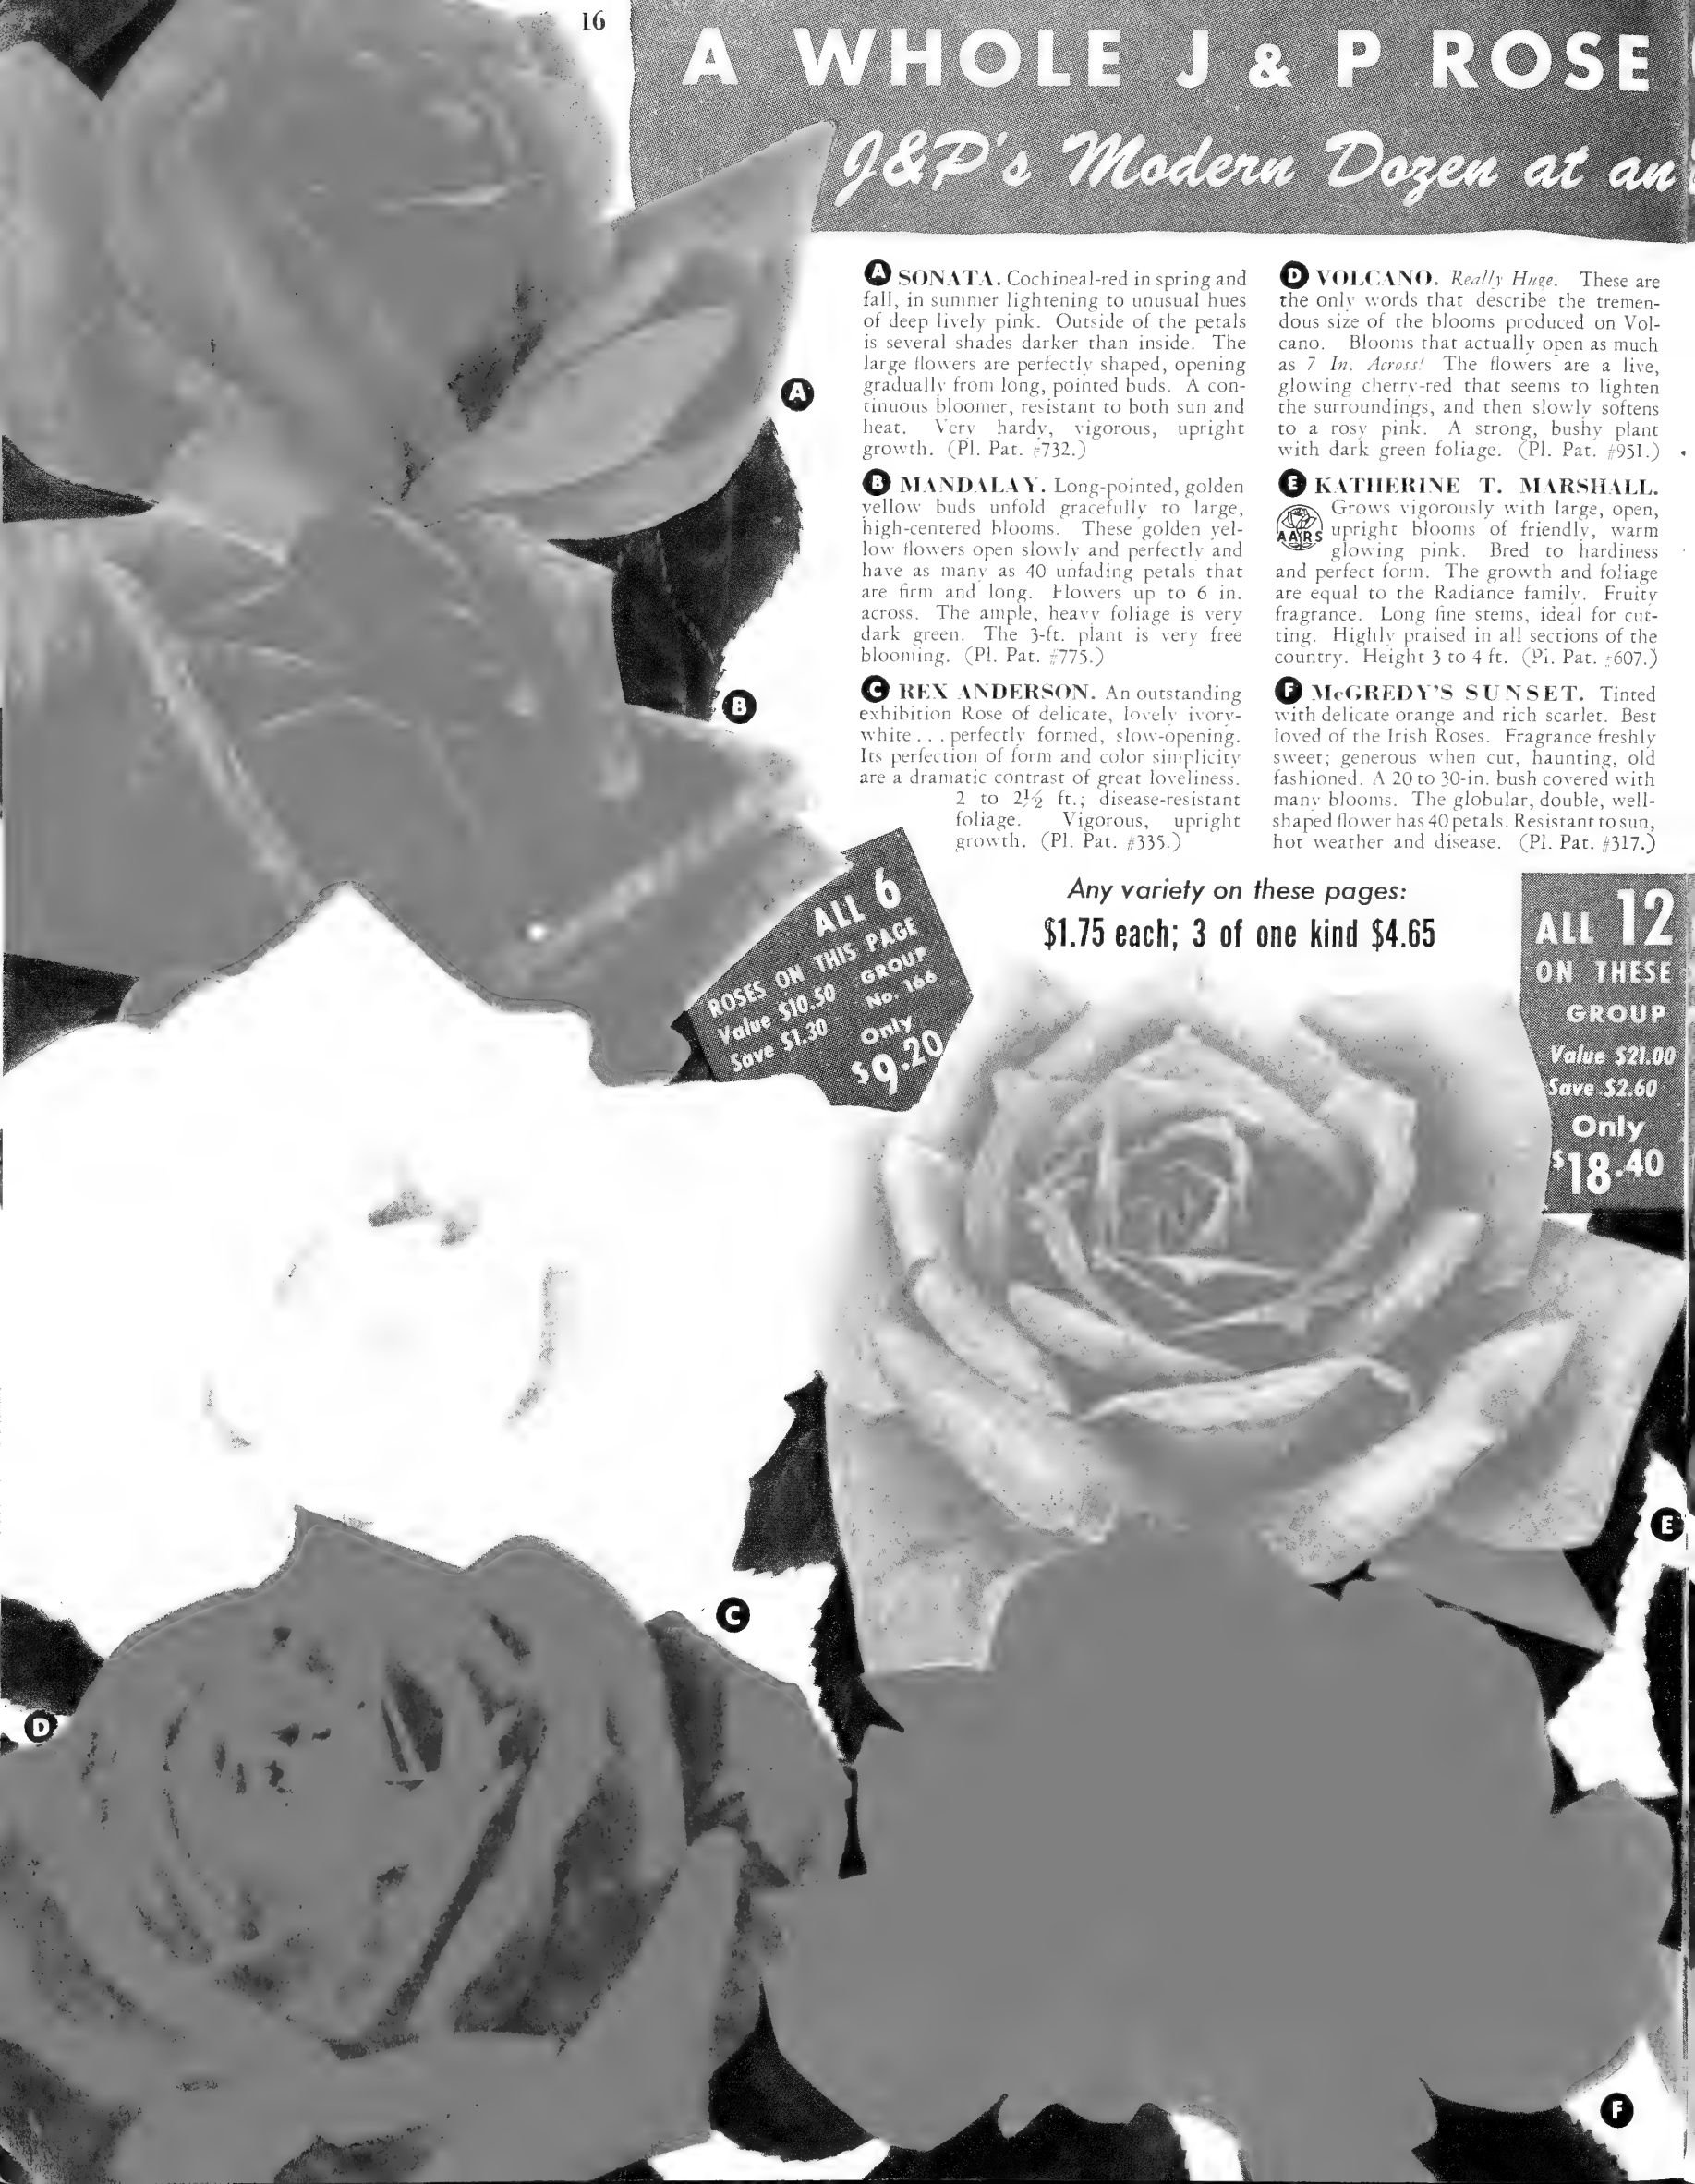 16
A WHOLE J & P ROSE
J&P's Modern Dozen at an
A SONATA. Cochineal-red in spring and
fall, in summer lightening to unusual hues
of deep lively pink. Outside of the petals
is several shades darker than inside. The
large flowers are perfectly shaped, opening
gradually from long, pointed buds. A con-
tinuous bloomer, resistant to both sun and
heat. Very hardy, vigorous, upright
growth. (Pl. Pat. #732.)
B MANDALAY. Long-pointed, golden
yellow buds unfold gracefully to large,
high-centered blooms. These golden yel-
low flowers open slowly and perfectly and
have as many as 40 unfading petals that
are firm and long. Flowers up to 6 in.
across. The ample, heavy foliage is very
dark green. The 3-ft. plant is very free
blooming. (Pl. Pat. #775.)
C REX ANDERSON. An outstanding
exhibition Rose of delicate, lovely ivory-
white . . . perfectly formed, slow-opening.
Its perfection of form and color simplicity
are a dramatic contrast of great loveliness.
2 to 2½ ft.; disease-resistant
foliage. Vigorous, upright
growth. (Pl. Pat. #335.)
D VOLCANO. Really Huge. These are
the only words that describe the tremen-
dous size of the blooms produced on Vol-
cano. Blooms that actually open as much
as 7 In. Across! The flowers are a live,
glowing cherry-red that seems to lighten
the surroundings, and then slowly softens
to a rosy pink. A strong, bushy plant
with dark green foliage. (Pl. Pat. #951.)
E KATHERINE T. MARSHALL.
Grows vigorously with large, open,
AARS upright blooms of friendly, warm
glowing pink. Bred to hardiness
and perfect form. The growth and foliage
are equal to the Radiance family. Fruity
fragrance. Long fine stems, ideal for cut-
ting. Highly praised in all sections of the
country. Height 3 to 4 ft. (Pl. Pat. #607.)
F McGREDY'S SUNSET. Tinted
with delicate orange and rich scarlet. Best
loved of the Irish Roses. Fragrance freshly
sweet; generous when cut, haunting, old
fashioned. A 20 to 30-in. bush covered with
many blooms. The globular, double, well-
shaped flower has 40 petals. Resistant to sun,
hot weather and disease. (Pl. Pat. #317.)
Any variety on these pages:
$1.75 each; 3 of one kind $4.65
ALL 6
ROSES ON THIS PAGE
Value $10.50 GROUP
Save $1.30 No. 166
Only
$9.20
ALL 12
ON THESE
GROUP
Value $21.00
Save $2.60
Only
$18.40
A
B
C
D
E
F